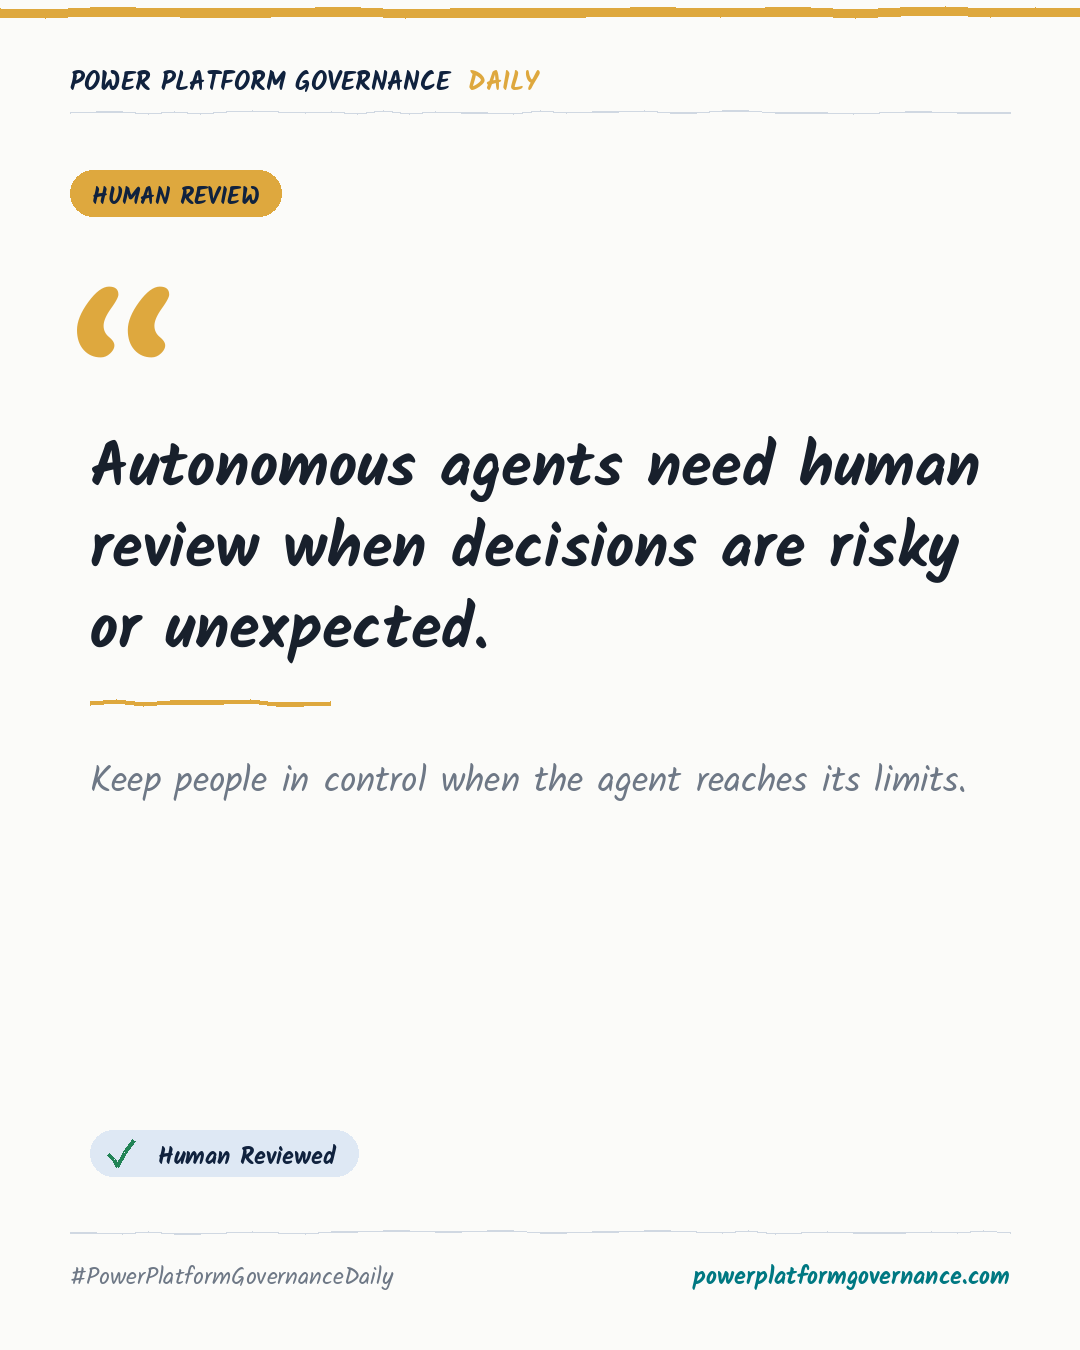 POWER PLATFORM GOVERNANCE DAILY
HUMAN REVIEW
“
Autonomous agents need human
review when decisions are risky
or unexpected.
Keep people in control when the agent reaches its limits.
Human Reviewed
#PowerPlatformGovernanceDaily
powerplatformgovernance.com